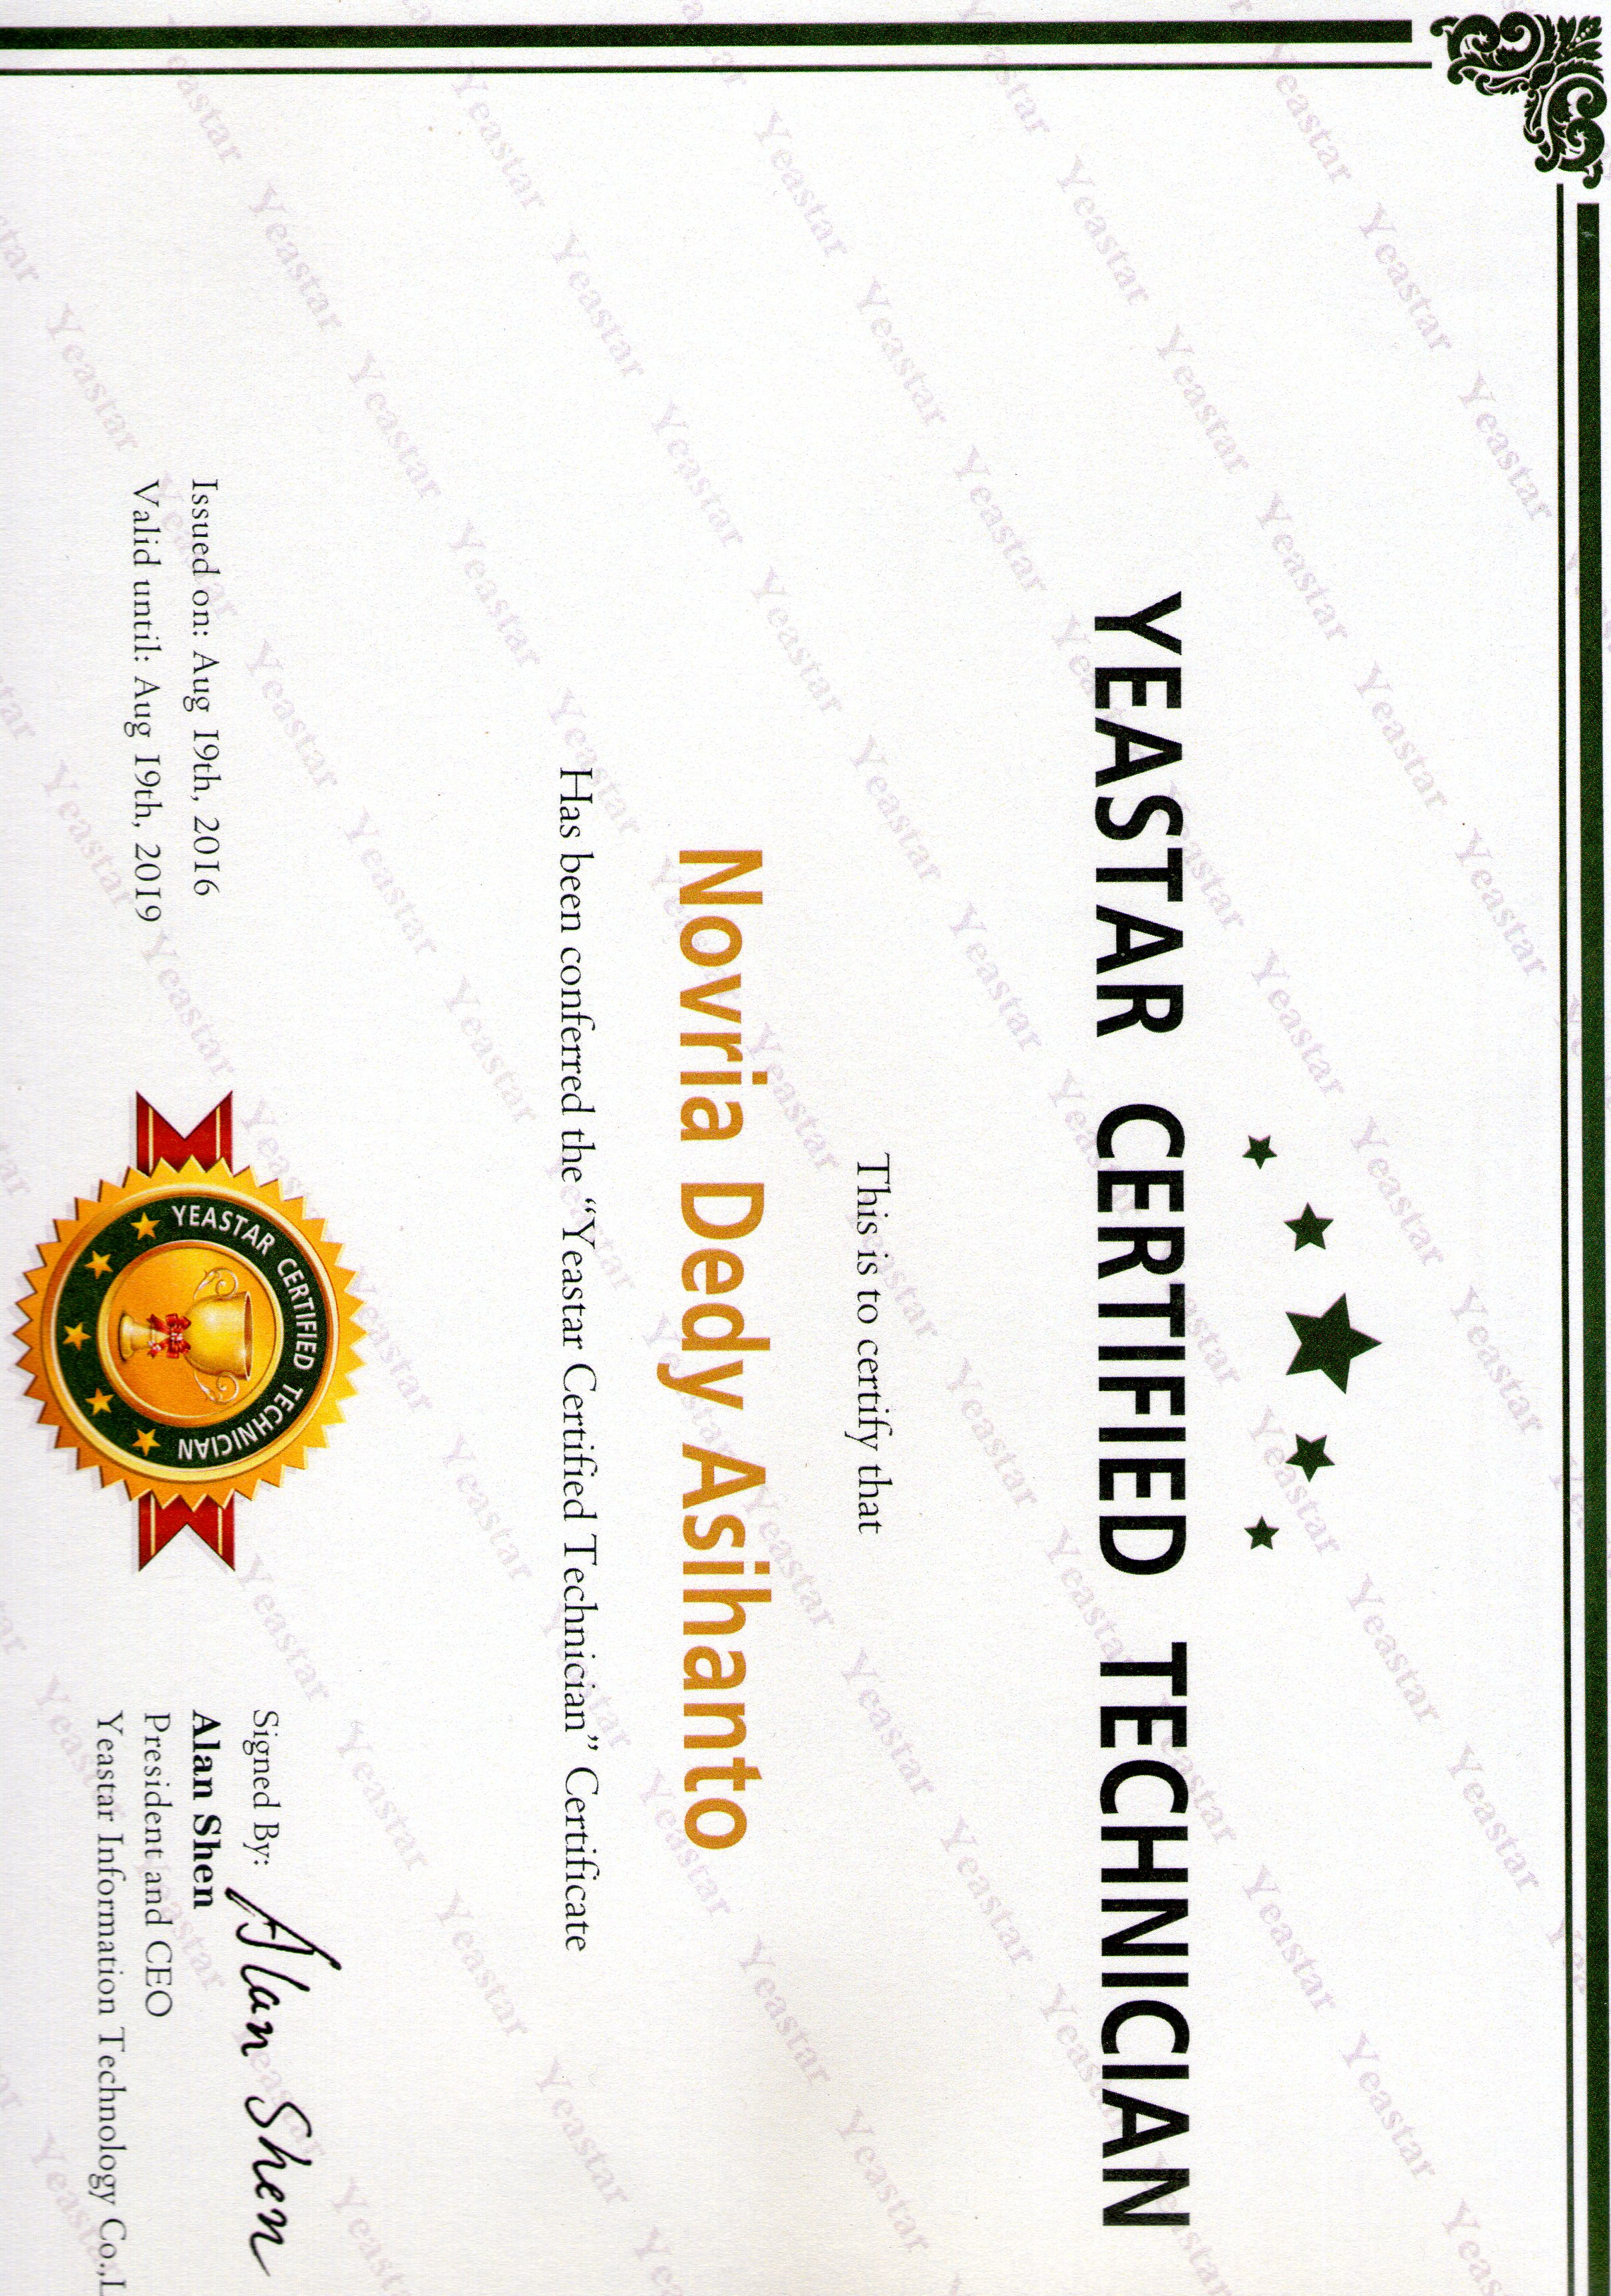 YEASTAR CERTIFIED TECHNICIAN
This is to certify that
Novria Dedy Asihanto
Has been conferred the “Yeastar Certified Technician” Certificate
Issued on: Aug 19th, 2016
Valid until: Aug 19th, 2019
YEASTAR CERTIFIED TECHNICIAN
Signed By: Alan Shen
Alan Shen
President and CEO
Yeastar Information Technology Co.,L